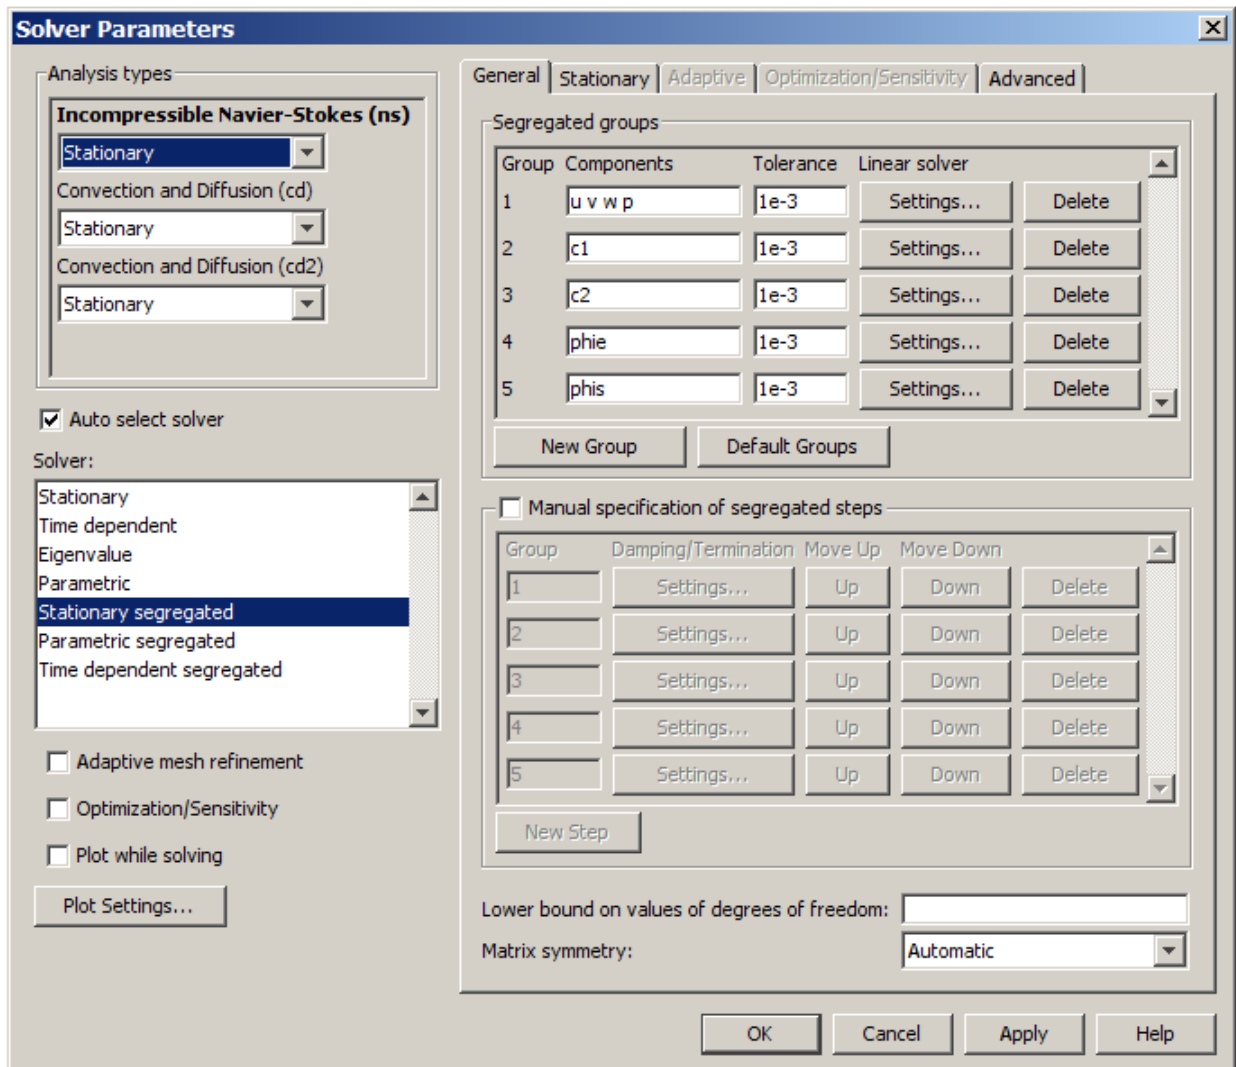 Solver Parameters
Analysis types
Incompressible Navier-Stokes (ns)
Stationary
Convection and Diffusion (cd)
Stationary
Convection and Diffusion (cd2)
Stationary
Auto select solver
Solver:
Stationary
Time dependent
Eigenvalue
Parametric
Stationary segregated
Parametric segregated
Time dependent segregated
Adaptive mesh refinement
Optimization/Sensitivity
Plot while solving
Plot Settings...
General Stationary Adaptive Optimization/Sensitivity Advanced
Segregated groups
Group Components Tolerance Linear solver
1 u v w p 1e-3 Settings... Delete
2 c1 1e-3 Settings... Delete
3 c2 1e-3 Settings... Delete
4 phie 1e-3 Settings... Delete
5 phis 1e-3 Settings... Delete
New Group Default Groups
Manual specification of segregated steps
Group Damping/Termination Move Up Move Down
1 Settings... Up Down Delete
2 Settings... Up Down Delete
3 Settings... Up Down Delete
4 Settings... Up Down Delete
5 Settings... Up Down Delete
New Step
Lower bound on values of degrees of freedom:
Matrix symmetry: Automatic
OK Cancel Apply Help